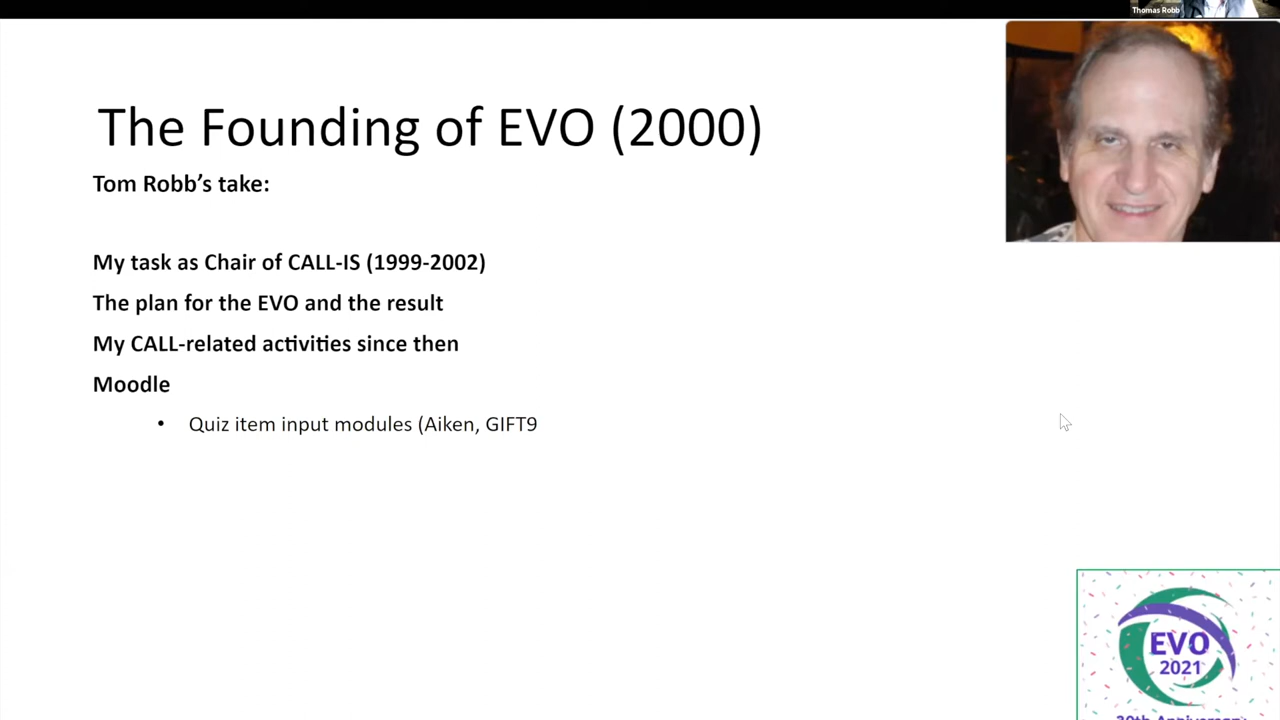 Thomas Robb
The Founding of EVO (2000)
Tom Robb's take:
My task as Chair of CALL-IS (1999-2002)
The plan for the EVO and the result
My CALL-related activities since then
Moodle
• Quiz item input modules (Aiken, GIFT9
EVO
2021
Anniversary